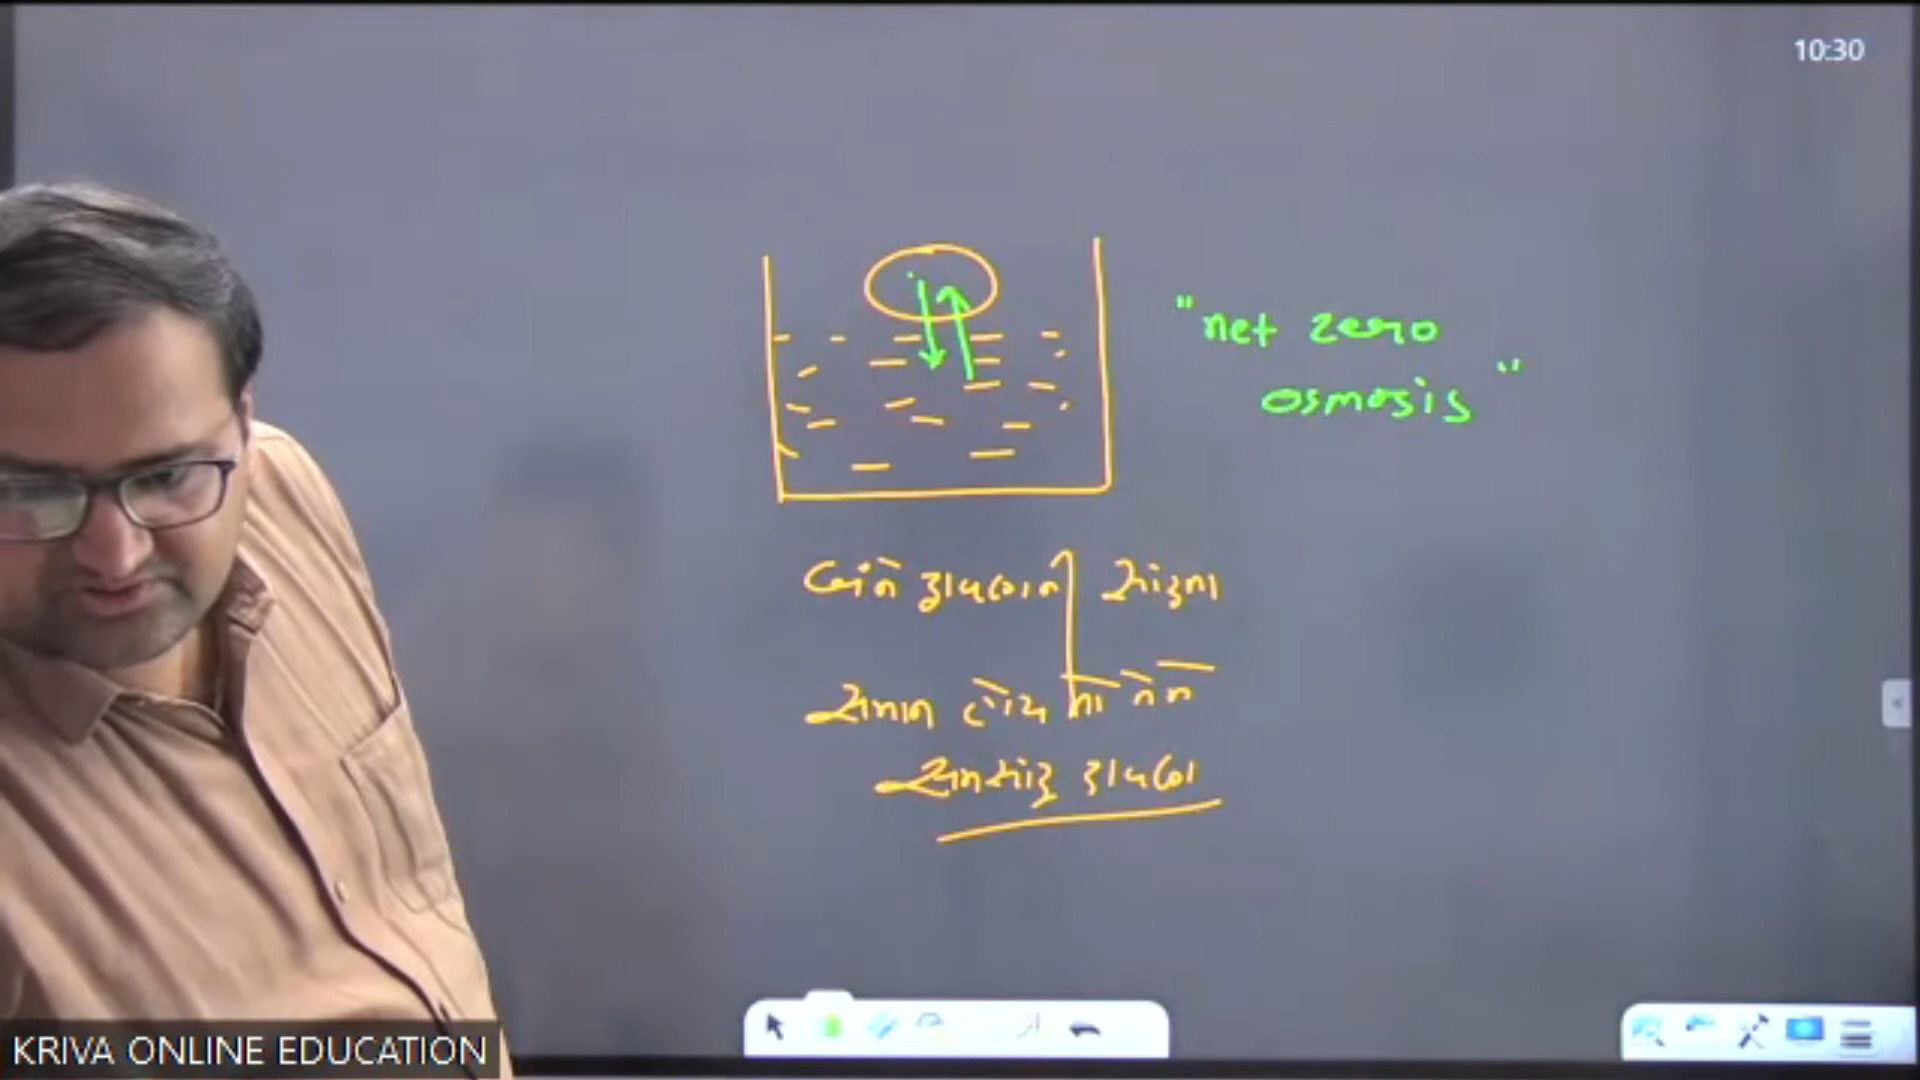 10:30
"net zero
osmosis"
બંને દ્રાવણની સાંદ્રતા
સમાન હોય તો તેને
સમસાંદ્ર દ્રાવણ
KRIVA ONLINE EDUCATION